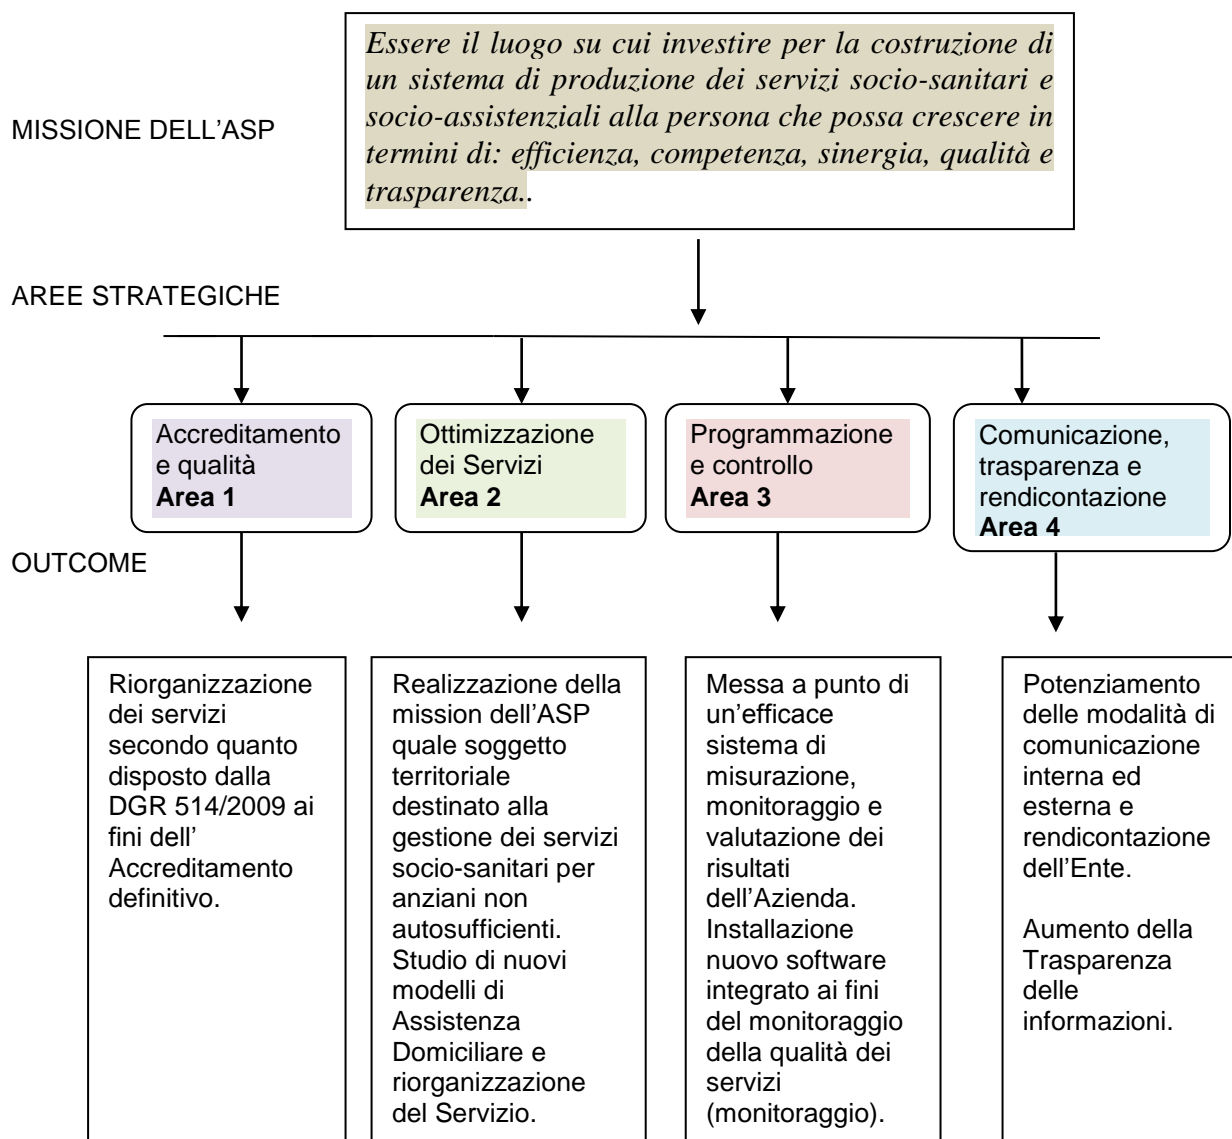 MISSIONE DELL'ASP
Essere il luogo su cui investire per la costruzione di
un sistema di produzione dei servizi socio-sanitari e
socio-assistenziali alla persona che possa crescere in
termini di: efficienza, competenza, sinergia, qualità e
trasparenza..
AREE STRATEGICHE
Accreditamento
e qualità
Area 1
Ottimizzazione
dei Servizi
Area 2
Programmazione
e controllo
Area 3
Comunicazione,
trasparenza e
rendicontazione
Area 4
OUTCOME
Riorganizzazione
dei servizi
secondo quanto
disposto dalla
DGR 514/2009 ai
fini dell'
Accreditamento
definitivo.
Realizzazione della
mission dell'ASP
quale soggetto
territoriale
destinato alla
gestione dei servizi
socio-sanitari per
anziani non
autosufficienti.
Studio di nuovi
modelli di
Assistenza
Domiciliare e
riorganizzazione
del Servizio.
Messa a punto di
un'efficace
sistema di
misurazione,
monitoraggio e
valutazione dei
risultati
dell'Azienda.
Installazione
nuovo software
integrato ai fini
del monitoraggio
della qualità dei
servizi
(monitoraggio).
Potenziamento
delle modalità di
comunicazione
interna ed
esterna e
rendicontazione
dell'Ente.
Aumento della
Trasparenza
delle
informazioni.